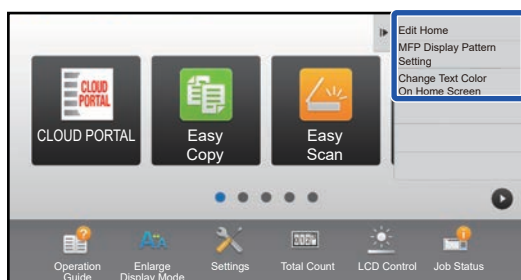 Edit Home
MFP Display Pattern
Setting
Change Text Color
On Home Screen
CLOUD
PORTAL
CLOUD PORTAL
Easy
Copy
Easy
Scan
Operation
Guide
Enlarge
Display Mode
Settings
Total Count
LCD Control
Job Status